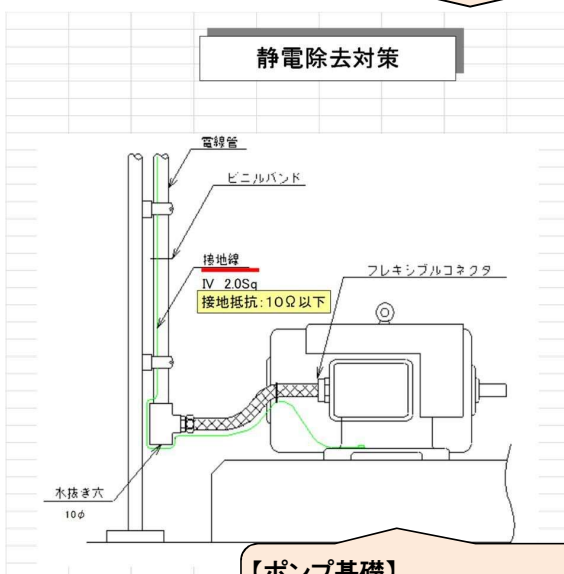 静電除去対策
電線管
ビニルバンド
接地線
IV 2.0Sq
接地抵抗:10Ω以下
フレキシブルコネクタ
水抜き穴
10φ
【ポンプ基礎】